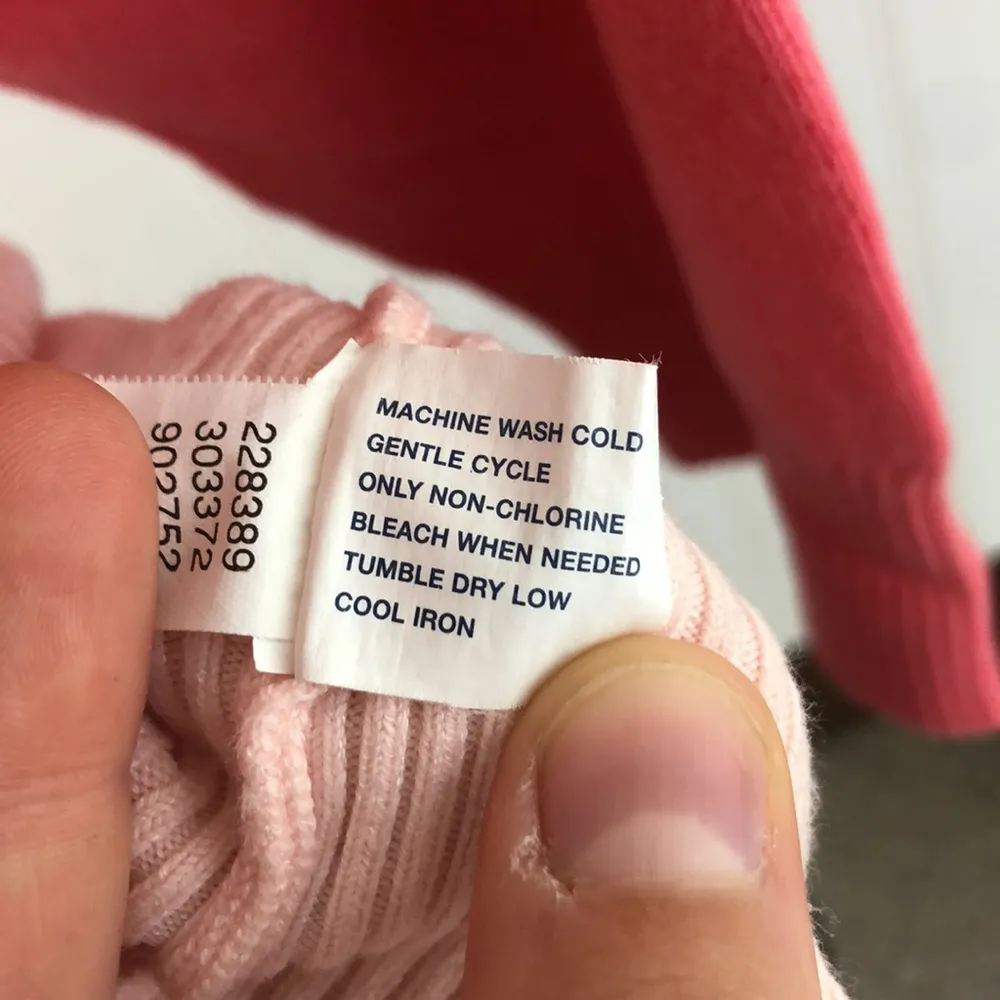 228389
303372
902752
MACHINE WASH COLD
GENTLE CYCLE
ONLY NON-CHLORINE
BLEACH WHEN NEEDED
TUMBLE DRY LOW
COOL IRON